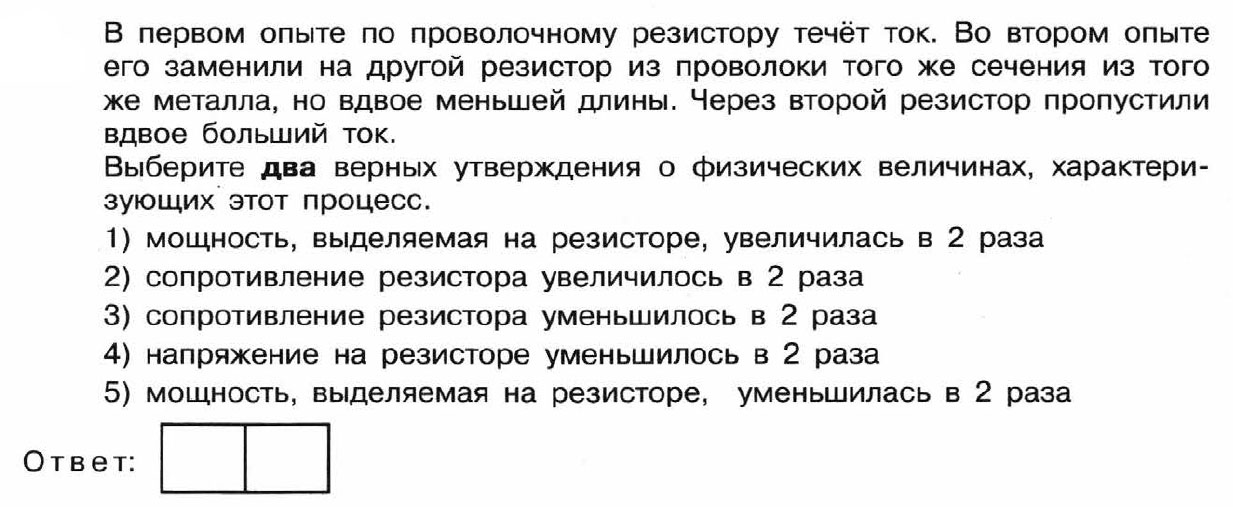 В первом опыте по проволочному резистору течёт ток. Во втором опыте
его заменили на другой резистор из проволоки того же сечения из того
же металла, но вдвое меньшей длины. Через второй резистор пропустили
вдвое больший ток.
Выберите два верных утверждения о физических величинах, характери-
зующих этот процесс.
1) мощность, выделяемая на резисторе, увеличилась в 2 раза
2) сопротивление резистора увеличилось в 2 раза
3) сопротивление резистора уменьшилось в 2 раза
4) напряжение на резисторе уменьшилось в 2 раза
5) мощность, выделяемая на резисторе, уменьшилась в 2 раза
Ответ: